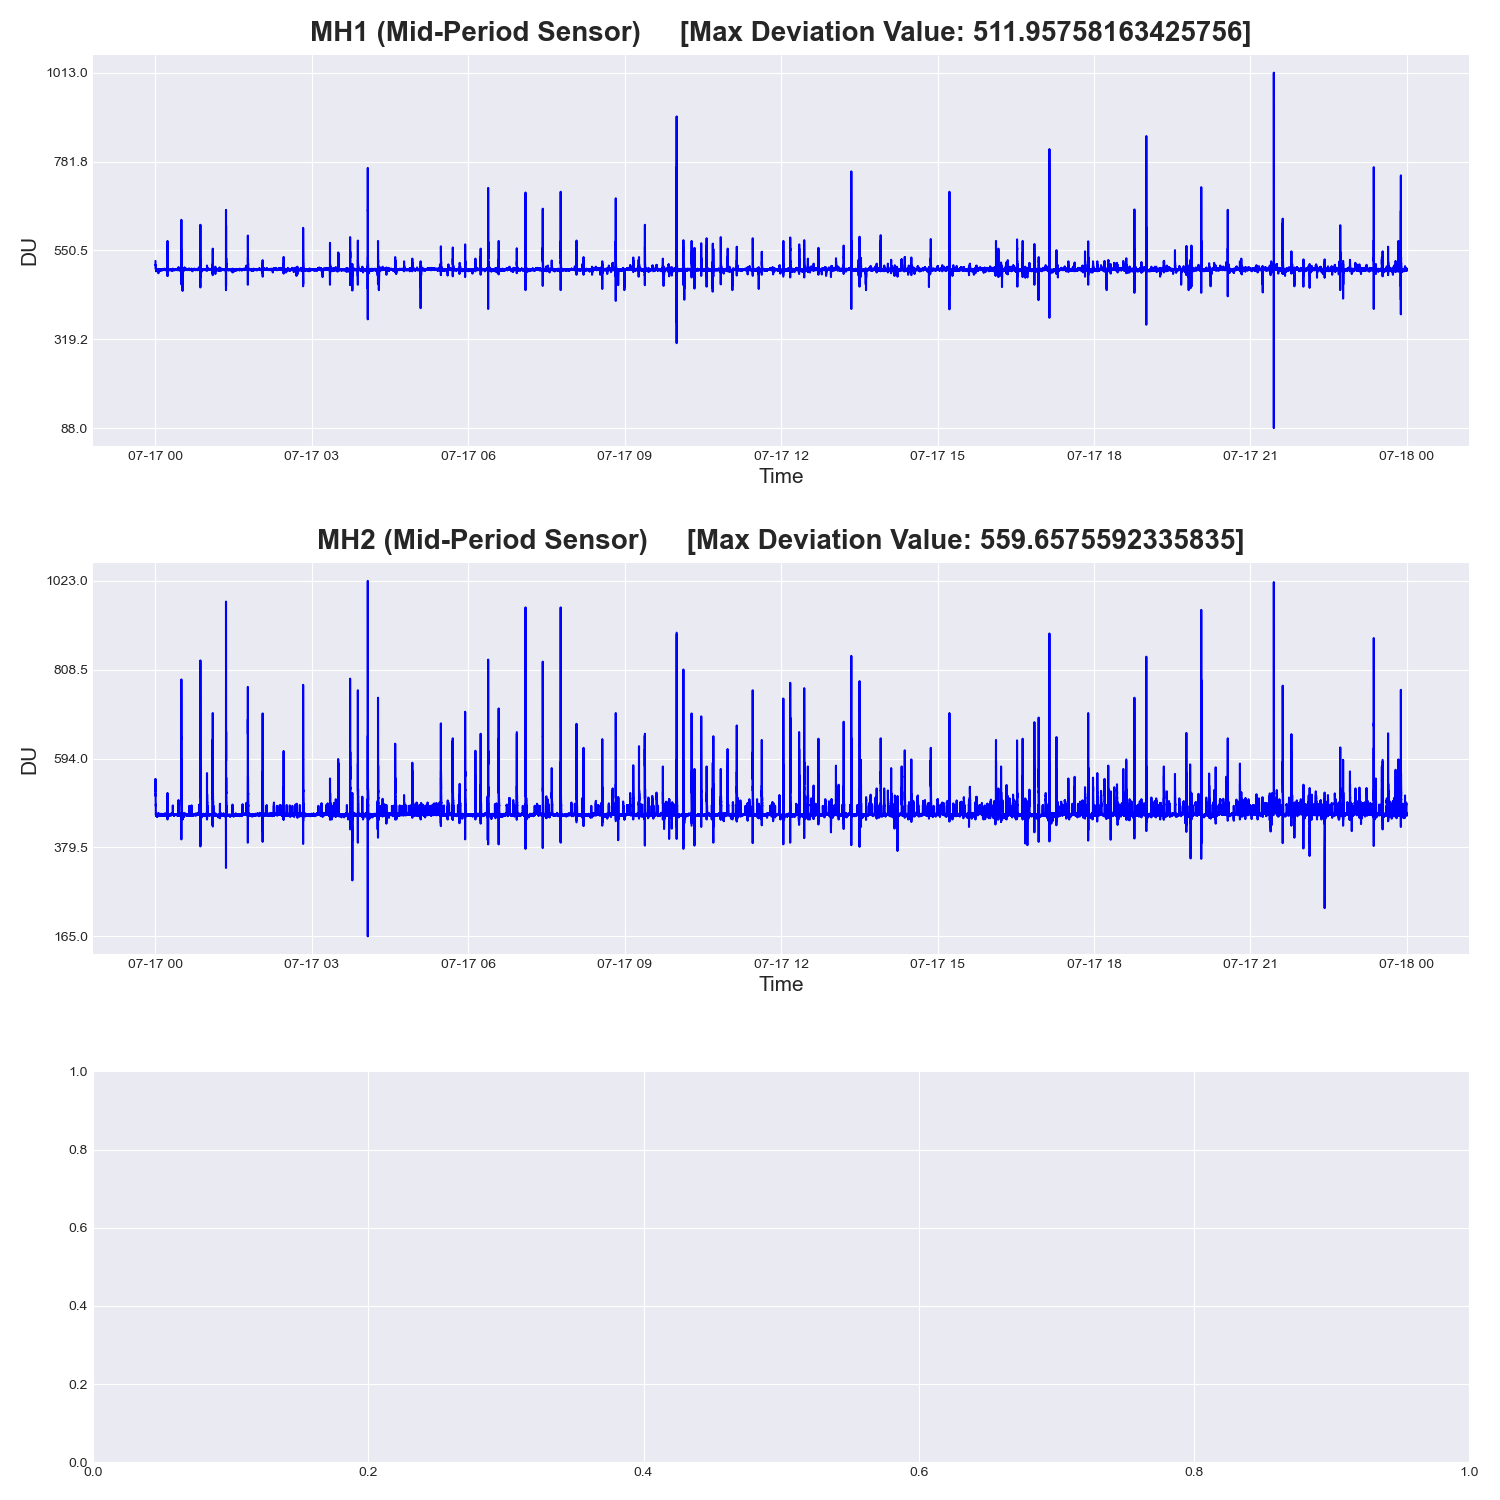 MH1 (Mid-Period Sensor) [Max Deviation Value: 511.95758163425756]
1013.0
781.8
550.5
319.2
88.0
DU
07-17 00 07-17 03 07-17 06 07-17 09 07-17 12 07-17 15 07-17 18 07-17 21 07-18 00
Time
MH2 (Mid-Period Sensor) [Max Deviation Value: 559.6575592335835]
1023.0
808.5
594.0
379.5
165.0
DU
07-17 00 07-17 03 07-17 06 07-17 09 07-17 12 07-17 15 07-17 18 07-17 21 07-18 00
Time
1.0
0.8
0.6
0.4
0.2
0.0
0.0 0.2 0.4 0.6 0.8 1.0